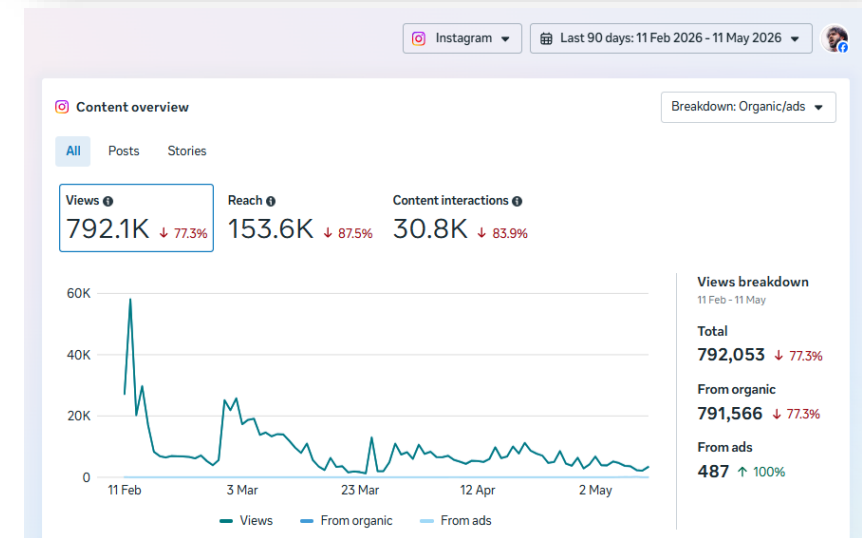 Instagram
Last 90 days: 11 Feb 2026 - 11 May 2026
Content overview
Breakdown: Organic/ads
All Posts Stories
Views Reach Content interactions
792.1K ↓ 77.3% 153.6K ↓ 87.5% 30.8K ↓ 83.9%
60K
40K
20K
0
11 Feb 3 Mar 23 Mar 12 Apr 2 May
Views From organic From ads
Views breakdown
11 Feb - 11 May
Total
792,053 ↓ 77.3%
From organic
791,566 ↓ 77.3%
From ads
487 ↑ 100%